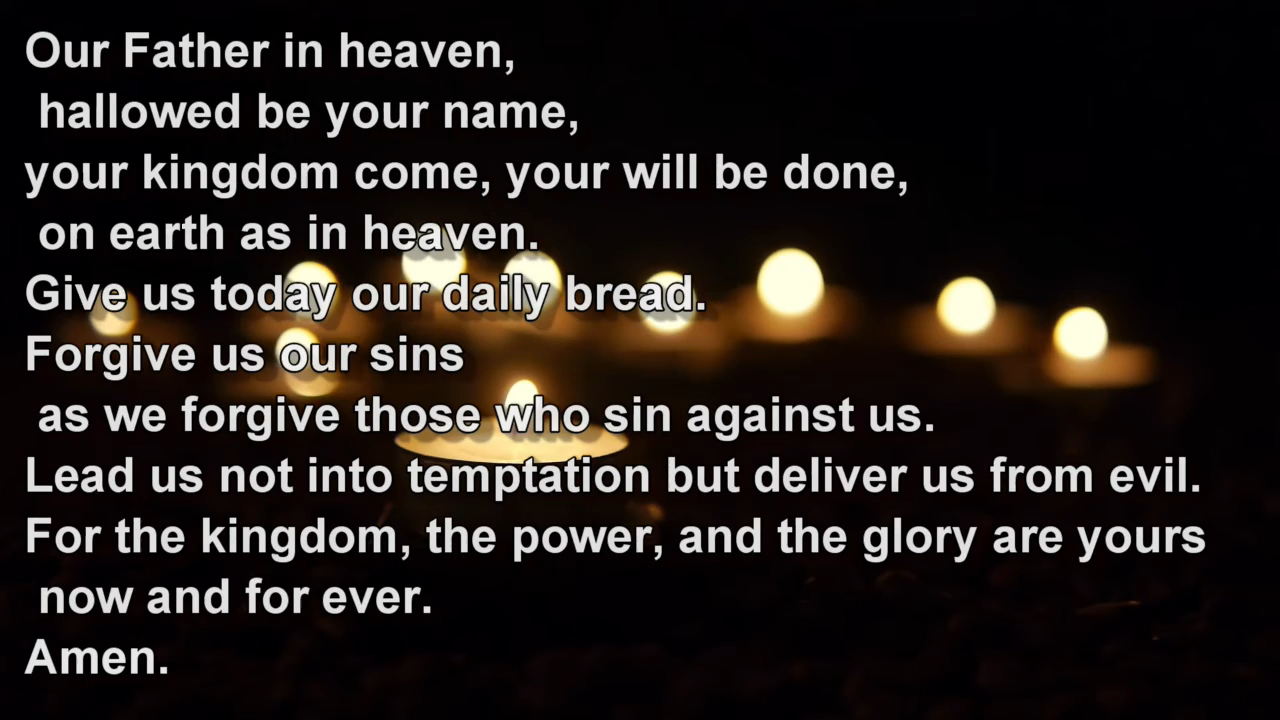 Our Father in heaven,
hallowed be your name,
your kingdom come, your will be done,
on earth as in heaven.
Give us today our daily bread.
Forgive us our sins
as we forgive those who sin against us.
Lead us not into temptation but deliver us from evil.
For the kingdom, the power, and the glory are yours
now and for ever.
Amen.